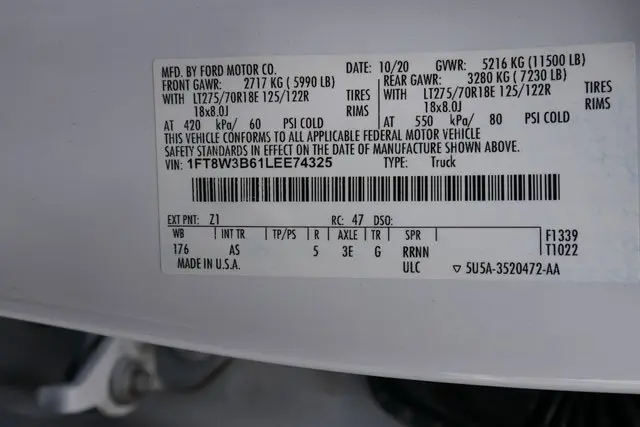 MFD. BY FORD MOTOR CO. DATE: 10/20 GVWR: 5216 KG (11500 LB)
FRONT GAWR: 2717 KG ( 5990 LB) REAR GAWR: 3280 KG ( 7230 LB)
WITH LT275/70R18E 125/122R TIRES WITH LT275/70R18E 125/122R TIRES
18x8.0J RIMS 18x8.0J RIMS
AT 420 kPa/ 60 PSI COLD AT 550 kPa/ 80 PSI COLD
THIS VEHICLE CONFORMS TO ALL APPLICABLE FEDERAL MOTOR VEHICLE
SAFETY STANDARDS IN EFFECT ON THE DATE OF MANUFACTURE SHOWN ABOVE.
VIN: 1FT8W3B61LEE74325 TYPE: Truck
EXT PNT: Z1 RC: 47 DSO:
WB INT TR TP/PS R AXLE TR SPR F1339
176 AS 5 3E G RRNN T1022
MADE IN U.S.A. ULC ▽ 5U5A-3520472-AA